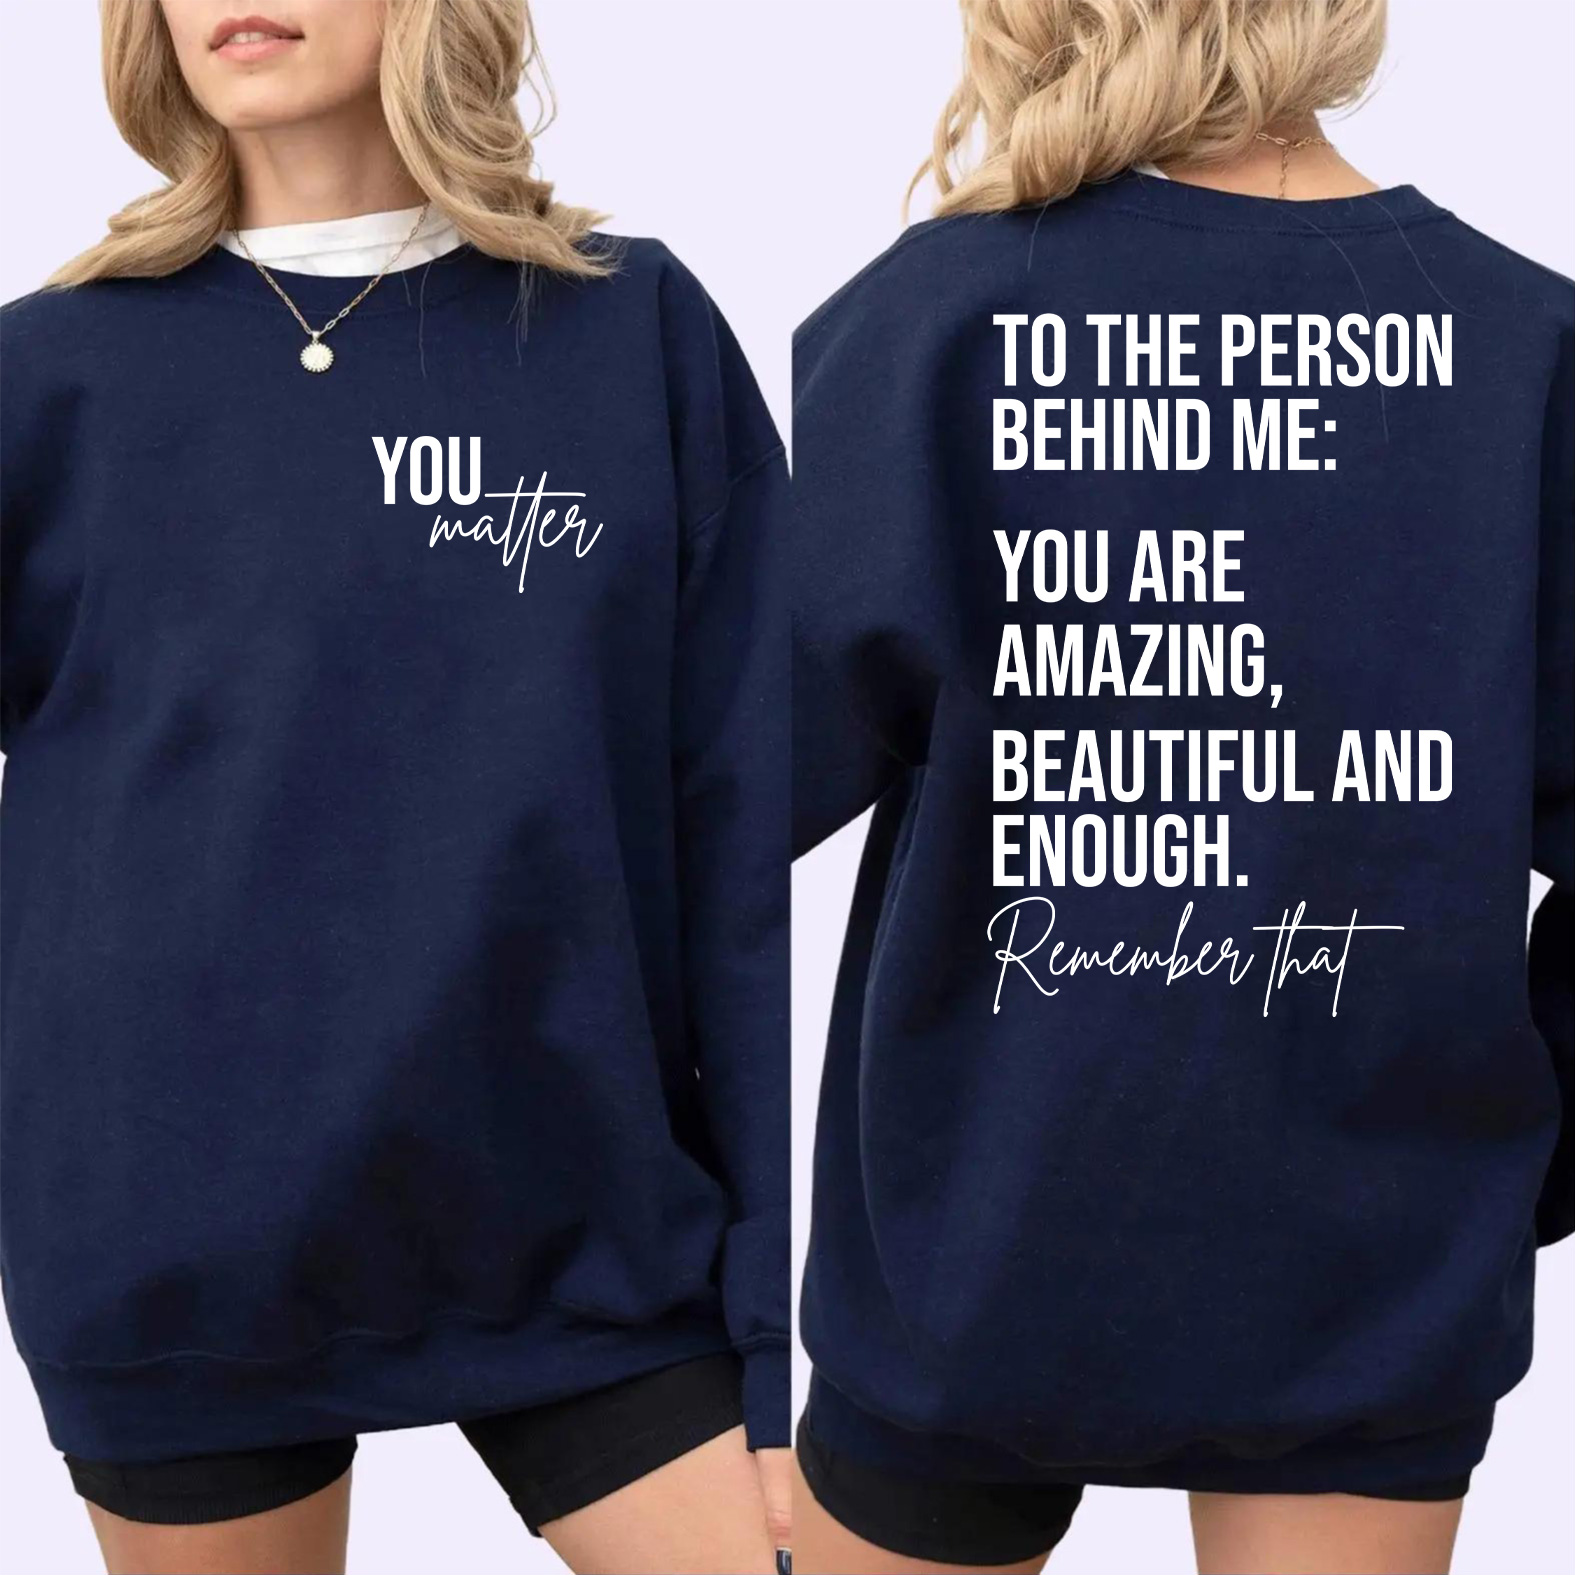 YOU
matter
TO THE PERSON
BEHIND ME:
YOU ARE
AMAZING,
BEAUTIFUL AND
ENOUGH.
Remember that